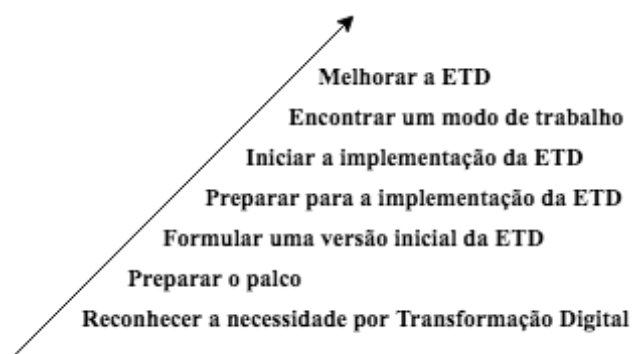 Melhorar a ETD
Encontrar um modo de trabalho
Iniciar a implementação da ETD
Preparar para a implementação da ETD
Formular uma versão inicial da ETD
Preparar o palco
Reconhecer a necessidade por Transformação Digital